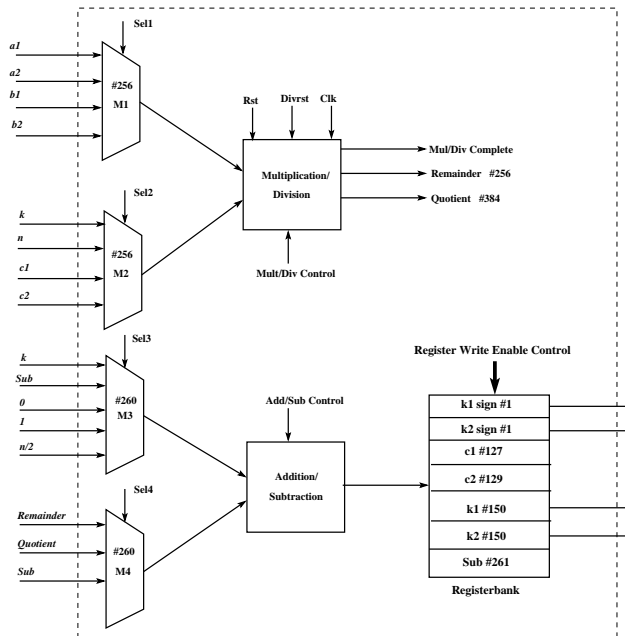 Sel1
a1
a2
b1
b2
#256
M1
Rst
Divrst
Clk
Multiplication/
Division
Mul/Div Complete
Remainder #256
Quotient #384
Mult/Div Control
Sel2
k
n
c1
c2
#256
M2
Sel3
k
Sub
0
1
n/2
#260
M3
Add/Sub Control
Addition/
Subtraction
Sel4
Remainder
Quotient
Sub
#260
M4
Register Write Enable Control
k1 sign #1
k2 sign #1
c1 #127
c2 #129
k1 #150
k2 #150
Sub #261
Registerbank